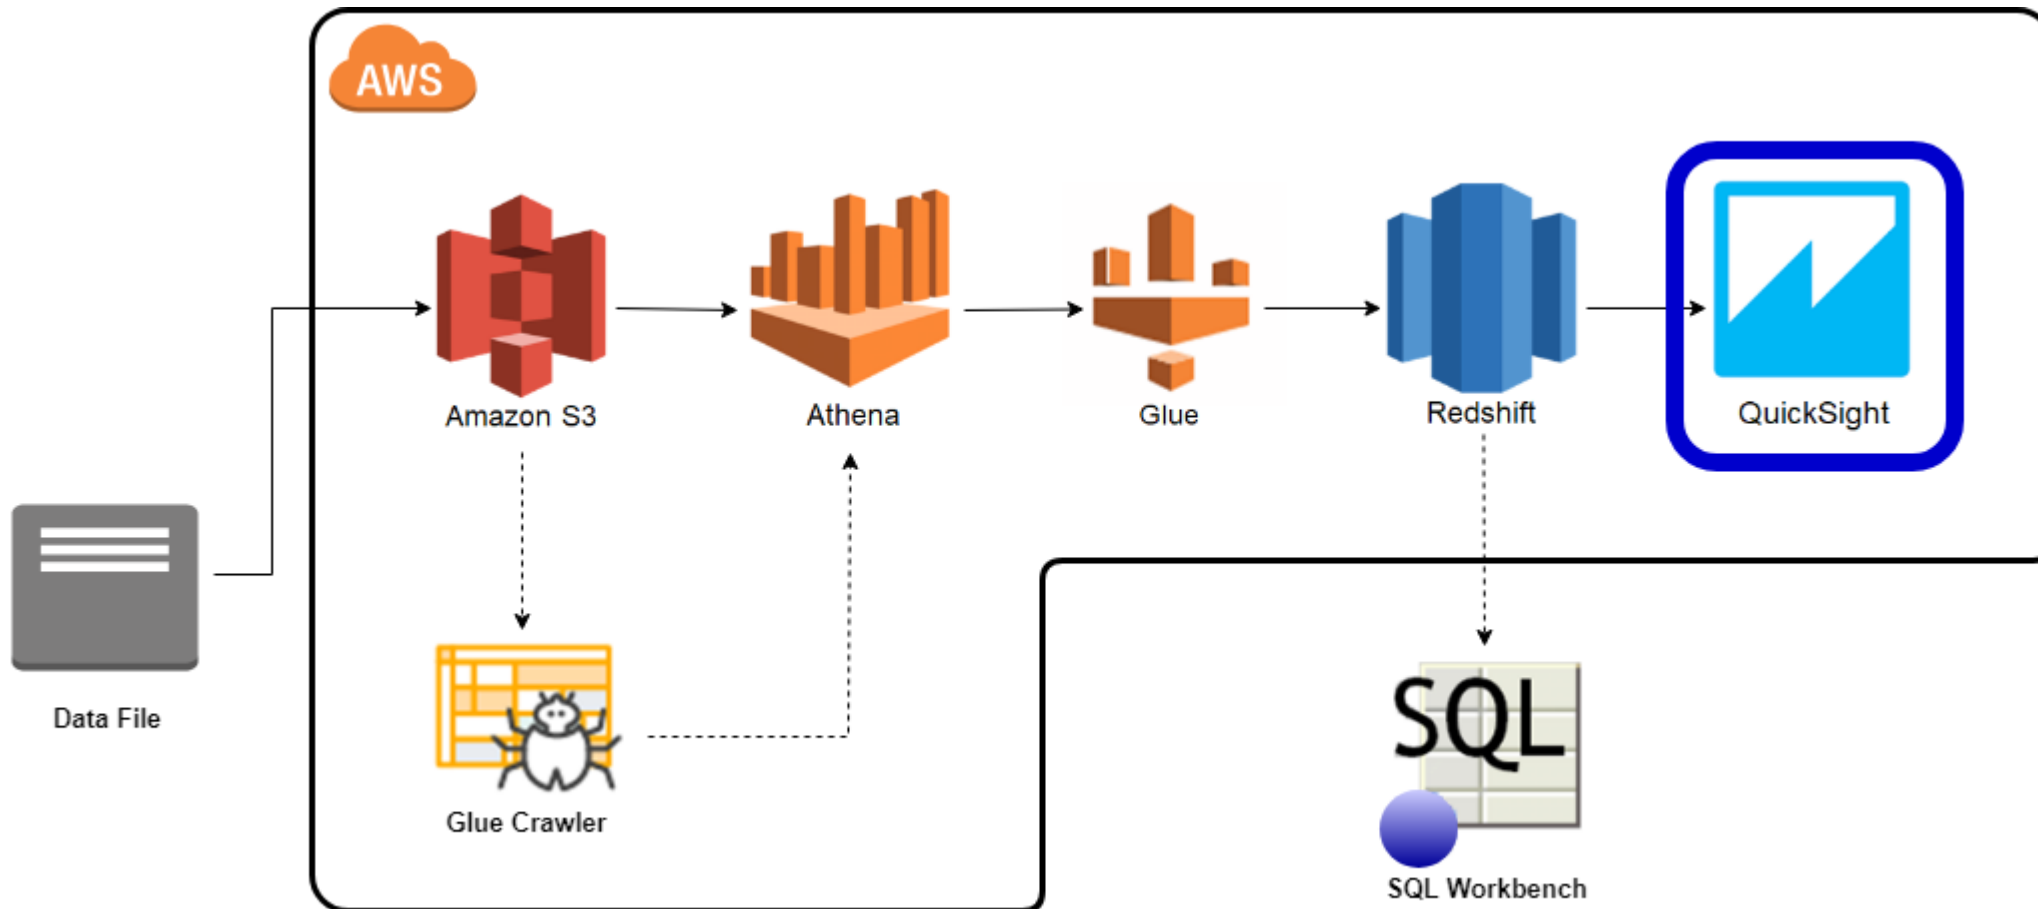 AWS
Amazon S3
Athena
Glue
Redshift
QuickSight
Data File
Glue Crawler
SQL
SQL Workbench